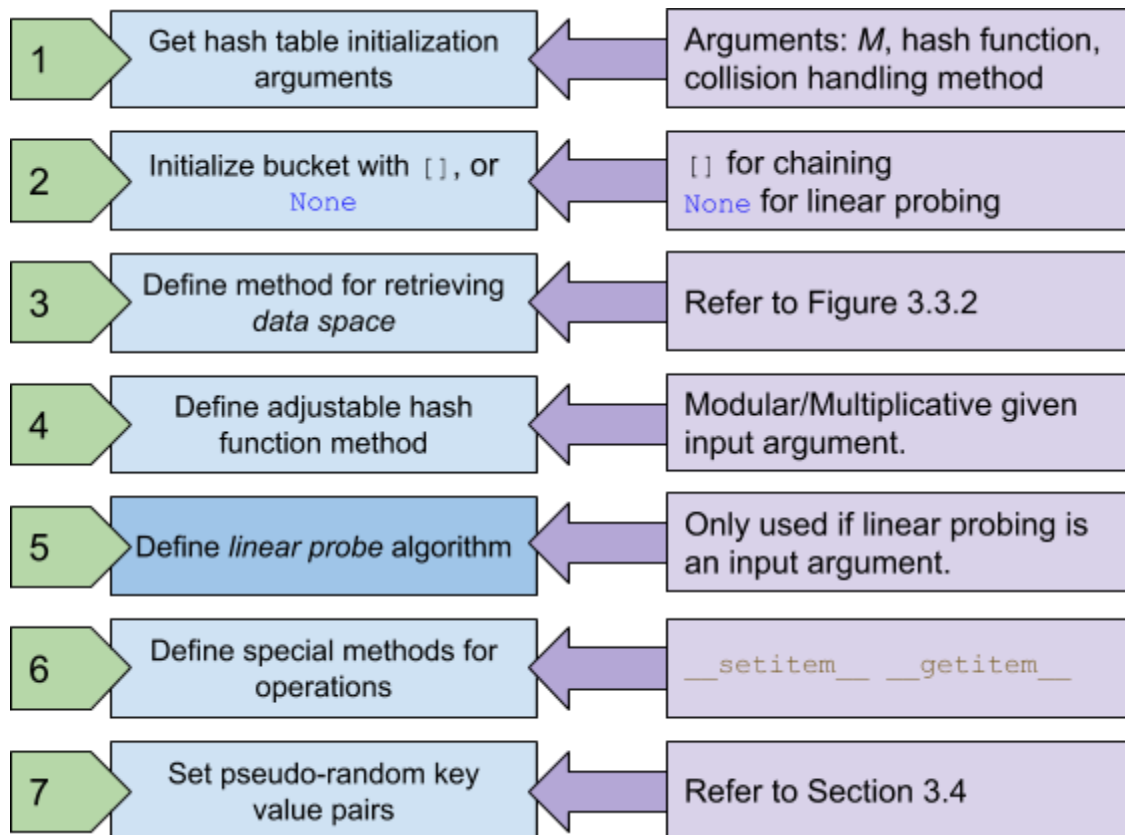 1
Get hash table initialization
arguments
Arguments: M, hash function,
collision handling method
2
Initialize bucket with [], or
None
[] for chaining
None for linear probing
3
Define method for retrieving
data space
Refer to Figure 3.3.2
4
Define adjustable hash
function method
Modular/Multiplicative given
input argument.
5
Define linear probe algorithm
Only used if linear probing is
an input argument.
6
Define special methods for
operations
__setitem__ __getitem__
7
Set pseudo-random key
value pairs
Refer to Section 3.4